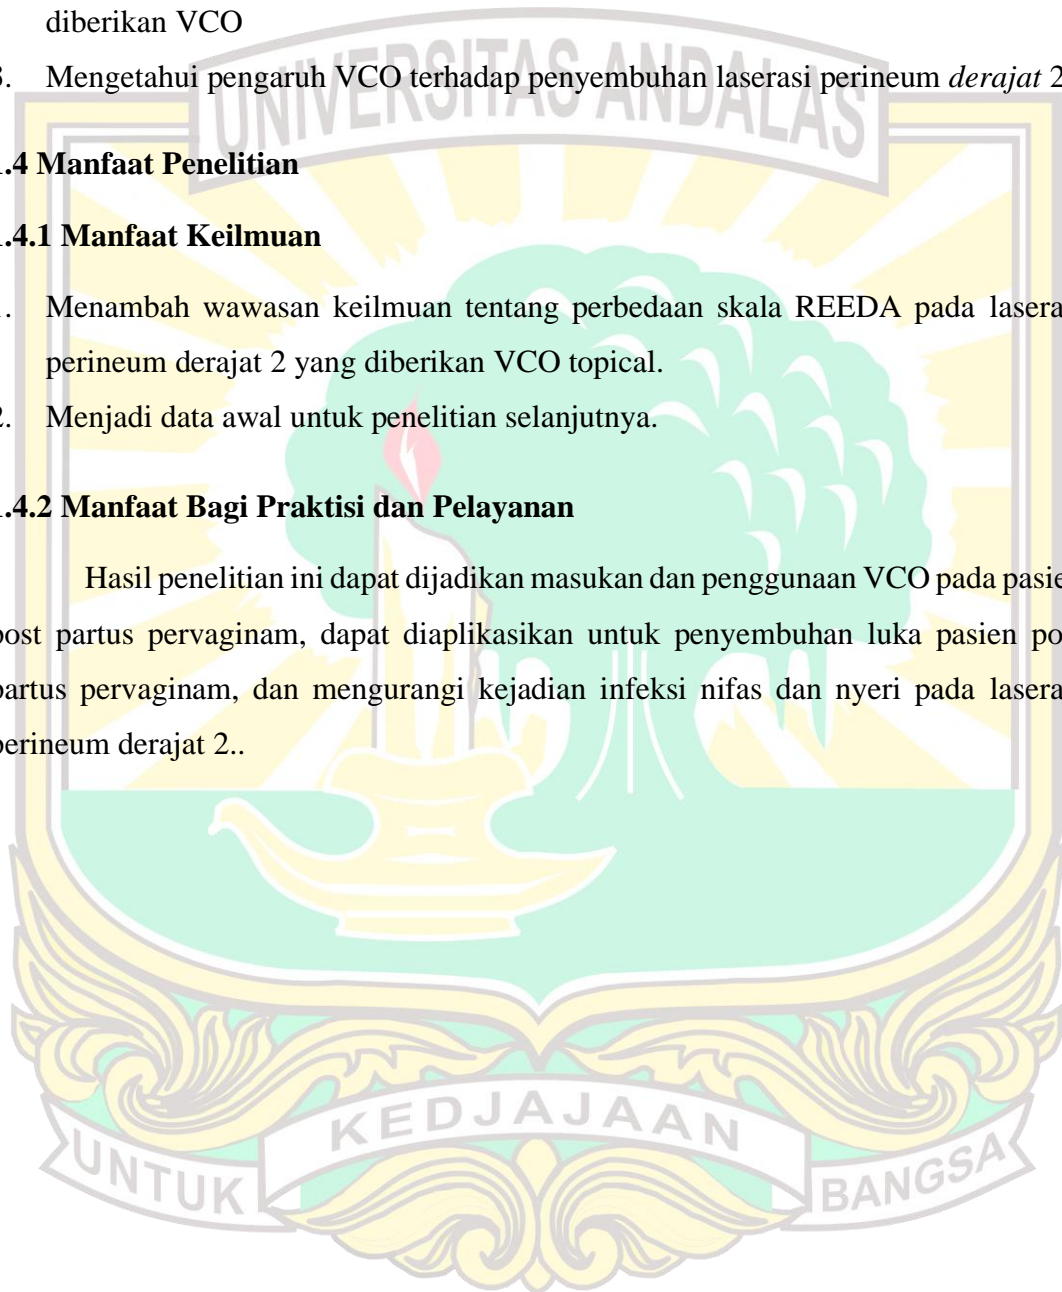 diberikan VCO
3. Mengetahui pengaruh VCO terhadap penyembuhan laserasi perineum derajat 2
UNIVERSITAS ANDALAS
.4 Manfaat Penelitian
.4.1 Manfaat Keilmuan
1. Menambah wawasan keilmuan tentang perbedaan skala REEDA pada lasera
perineum derajat 2 yang diberikan VCO topical.
2. Menjadi data awal untuk penelitian selanjutnya.
.4.2 Manfaat Bagi Praktisi dan Pelayanan
Hasil penelitian ini dapat dijadikan masukan dan penggunaan VCO pada pasie
post partus pervaginam, dapat diaplikasikan untuk penyembuhan luka pasien po
partus pervaginam, dan mengurangi kejadian infeksi nifas dan nyeri pada lasera
perineum derajat 2..
UNTUK KEDJAJAAN BANGSA